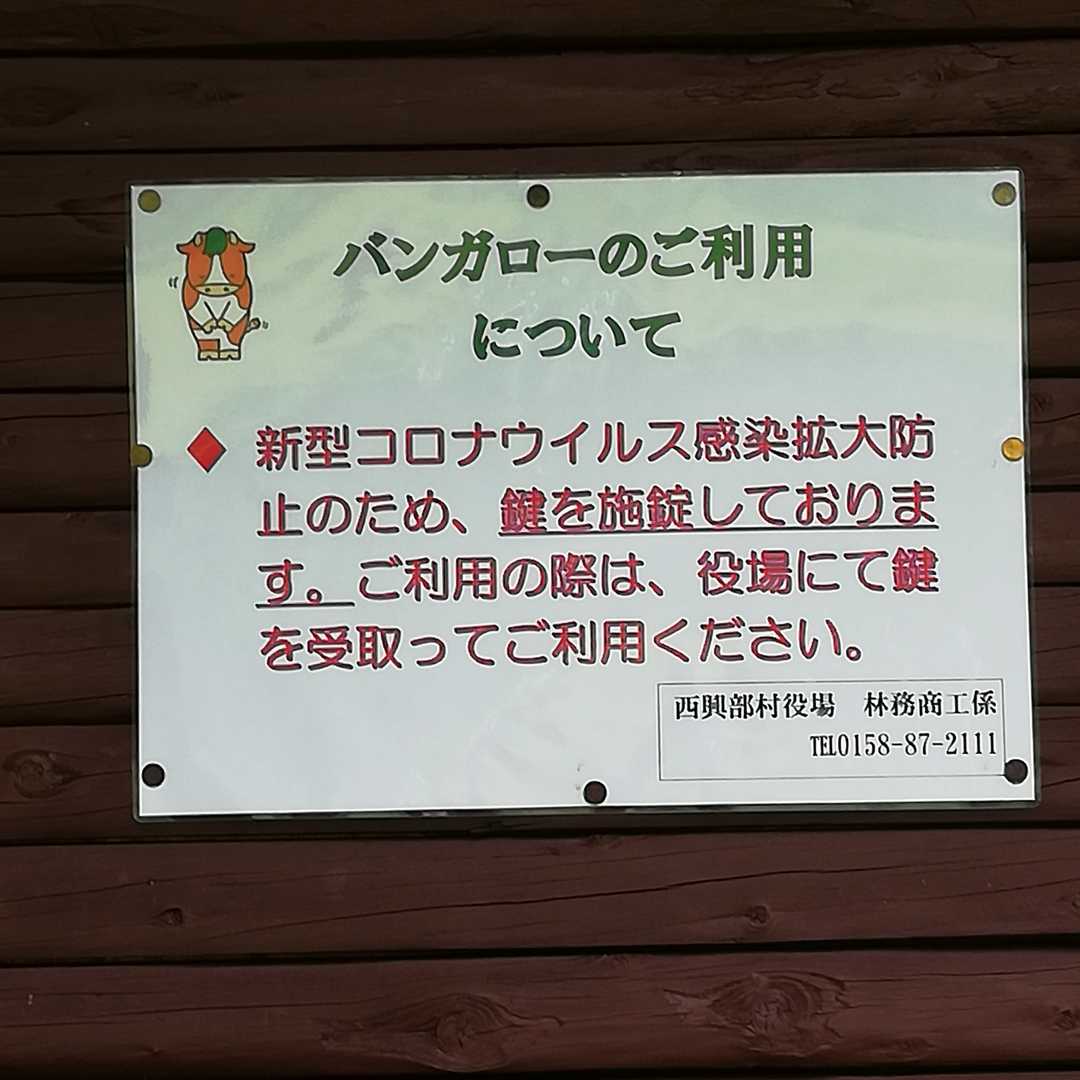 バンガローのご利用
について
◆ 新型コロナウイルス感染拡大防
止のため、鍵を施錠しておりま
す。ご利用の際は、役場にて鍵
を受取ってご利用ください。
西興部村役場　林務商工係
TEL0158-87-2111